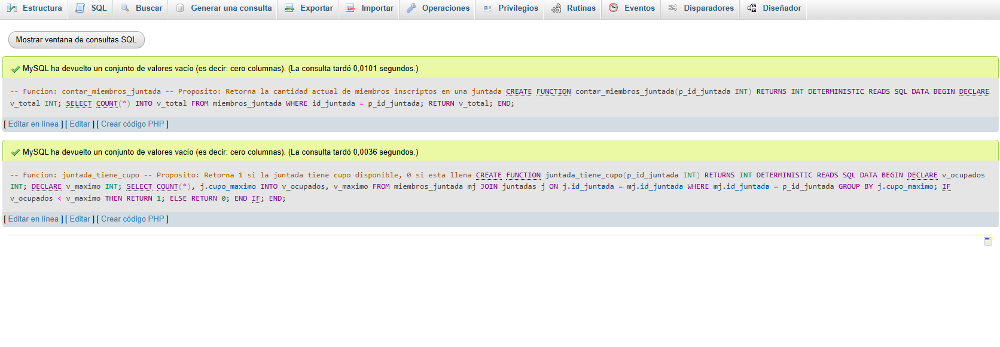 Estructura SQL Buscar Generar una consulta Exportar Importar Operaciones Privilegios Rutinas Eventos Disparadores Diseñador
Mostrar ventana de consultas SQL
MySQL ha devuelto un conjunto de valores vacío (es decir: cero columnas). (La consulta tardó 0,0101 segundos.)
-- Funcion: contar_miembros_juntada -- Proposito: Retorna la cantidad actual de miembros inscriptos en una juntada CREATE FUNCTION contar_miembros_juntada(p_id_juntada INT) RETURNS INT DETERMINISTIC READS SQL DATA BEGIN DECLARE
v_total INT; SELECT COUNT(*) INTO v_total FROM miembros_juntada WHERE id_juntada = p_id_juntada; RETURN v_total; END;
[ Editar en línea ] [ Editar ] [ Crear código PHP ]
MySQL ha devuelto un conjunto de valores vacío (es decir: cero columnas). (La consulta tardó 0,0036 segundos.)
-- Funcion: juntada_tiene_cupo -- Proposito: Retorna 1 si la juntada tiene cupo disponible, 0 si esta llena CREATE FUNCTION juntada_tiene_cupo(p_id_juntada INT) RETURNS INT DETERMINISTIC READS SQL DATA BEGIN DECLARE v_ocupados
INT; DECLARE v_maximo INT; SELECT COUNT(*), j.cupo_maximo INTO v_ocupados, v_maximo FROM miembros_juntada mj JOIN juntadas j ON j.id_juntada = mj.id_juntada WHERE mj.id_juntada = p_id_juntada GROUP BY j.cupo_maximo; IF
v_ocupados < v_maximo THEN RETURN 1; ELSE RETURN 0; END IF; END;
[ Editar en línea ] [ Editar ] [ Crear código PHP ]